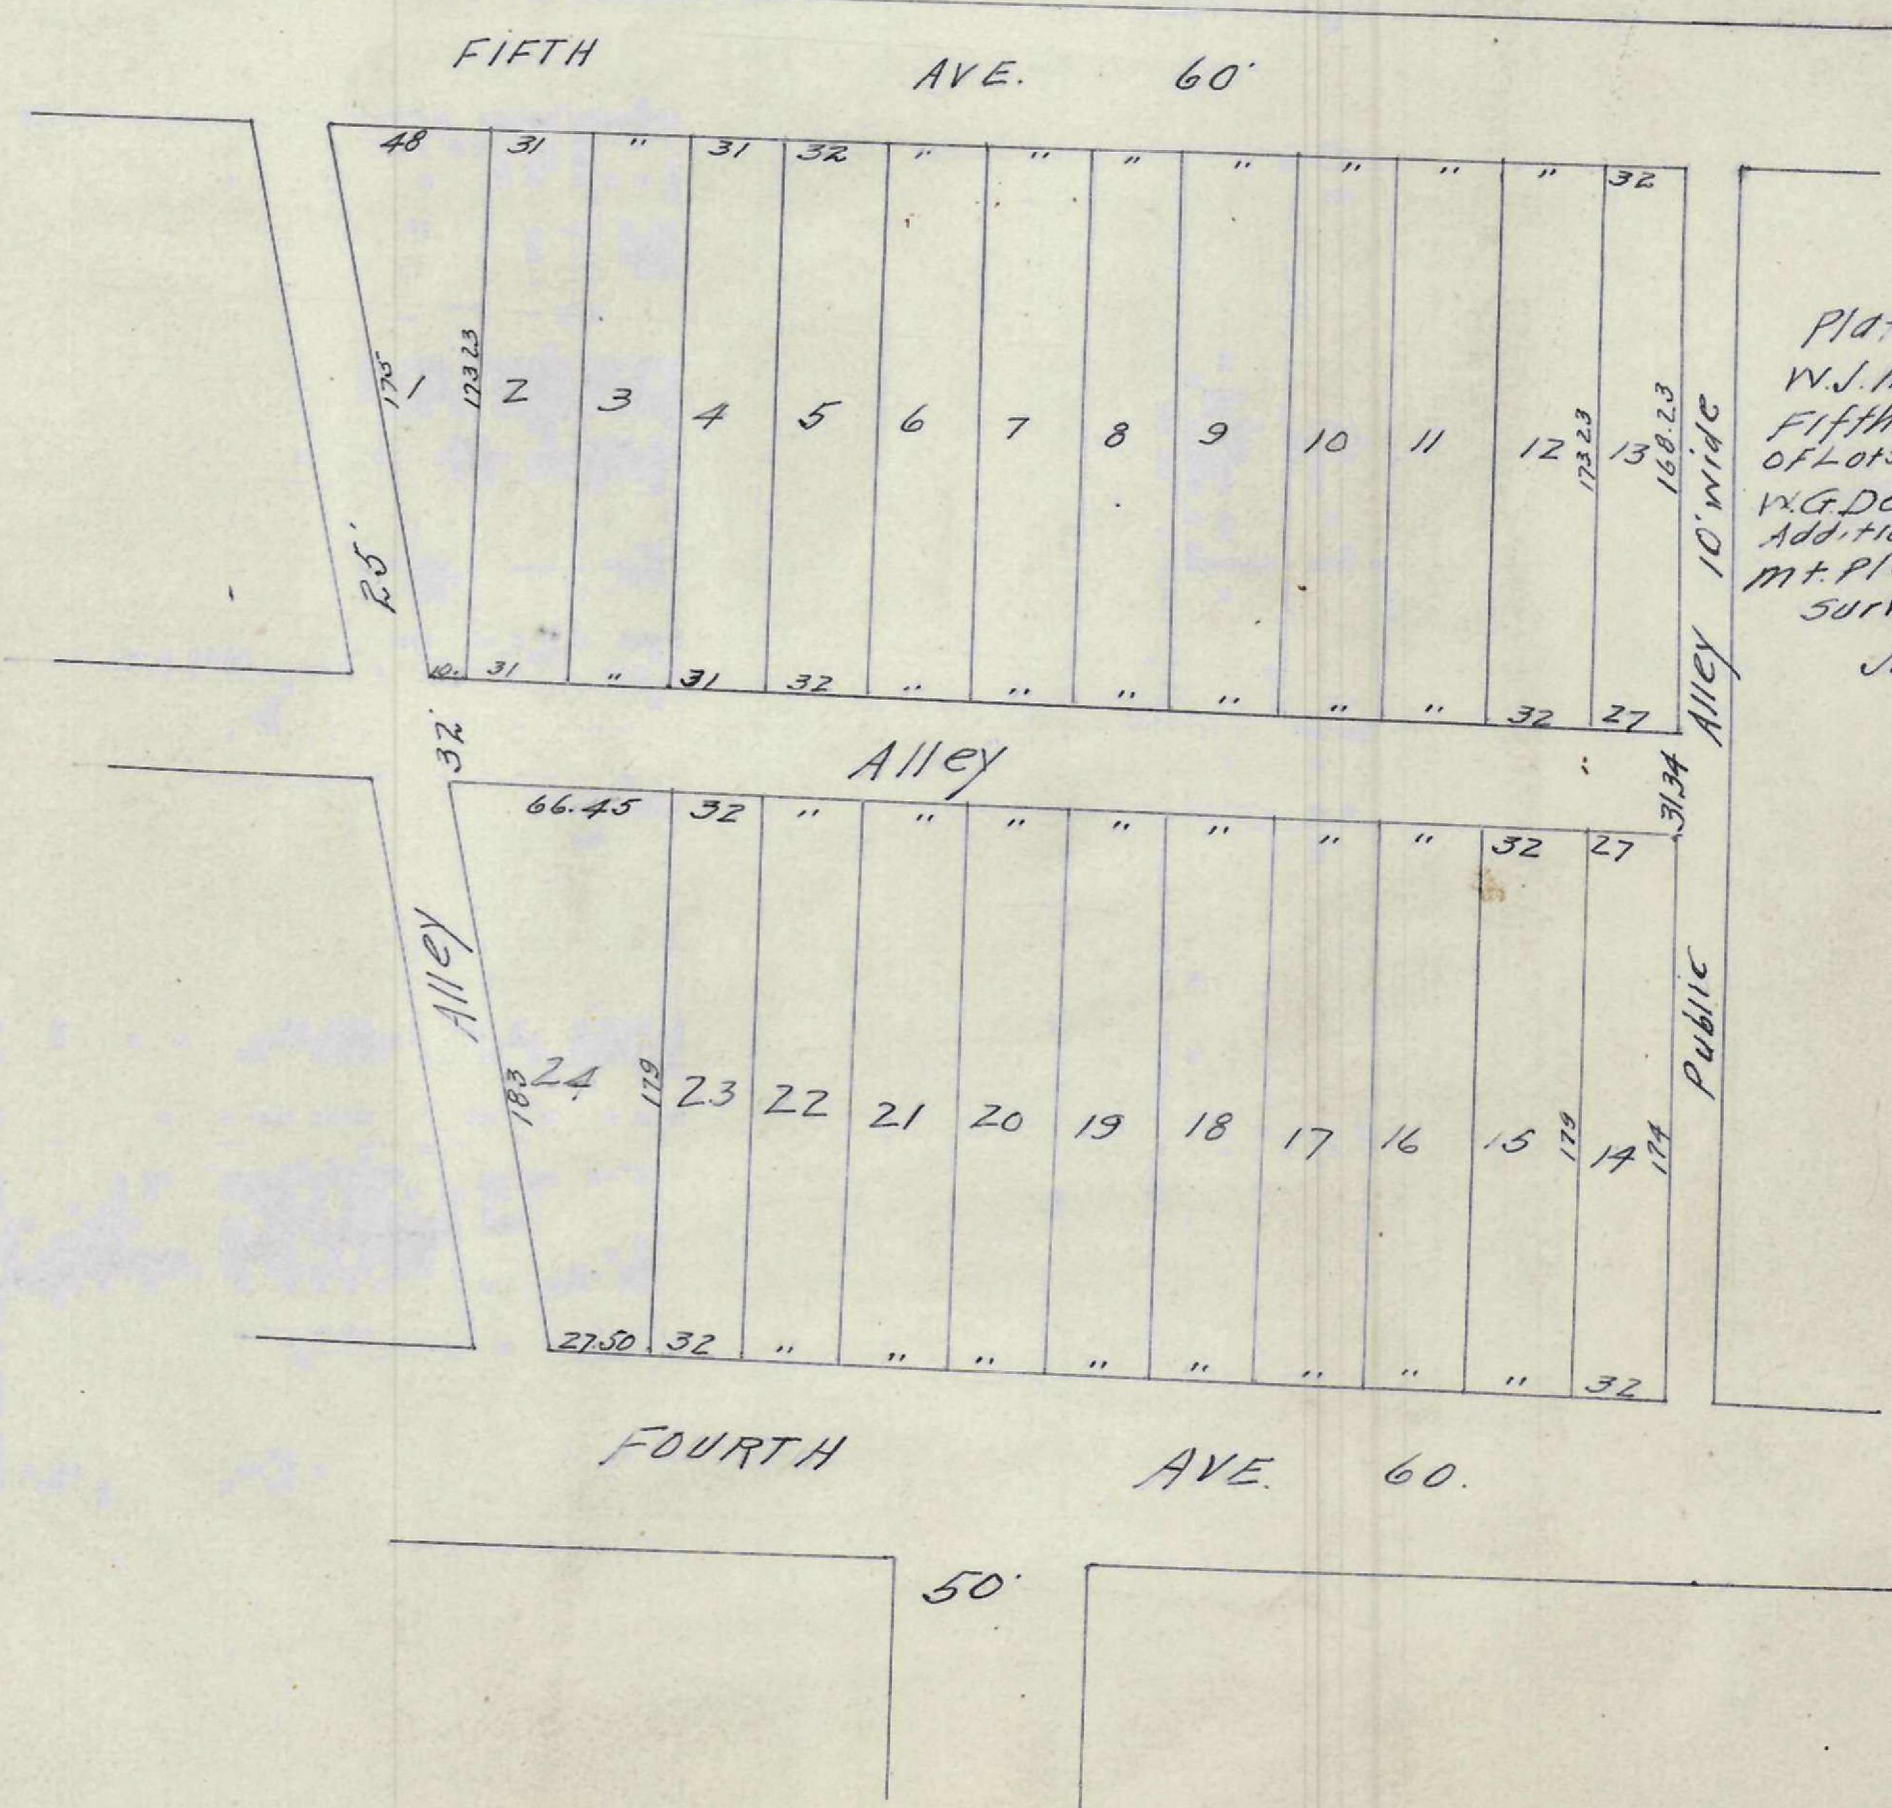 FIFTH AVE. 60'
48 31 " 31 32 " " " " " " " 32
175 1 173 23 2 3 4 5 6 7 8 9 10 11 12 173 23 13 168.23
25'
10. 31 " 31 32 " " " " " " 32 27
Alley 10' wide
Public
32'
Alley
31.34
66.45 32 " " " " " " " 32 27
Alley
183 24 179 23 22 21 20 19 18 17 16 15 179 14 174
27.50 32 " " " " " " " " 32
FOURTH AVE. 60.
50'
W.J.
Fifth
OF Lots
W.G.
Mt.